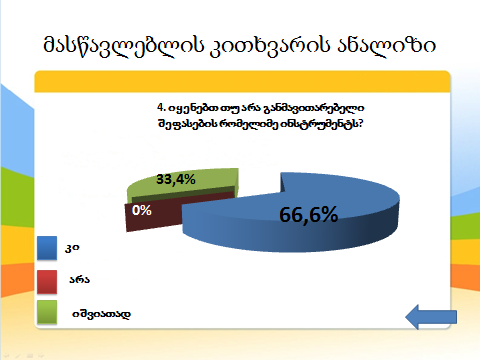 მასწავლებლის კითხვარის ანალიზი
4. იყენებთ თუ არა განმავითარებელი
შეფასების რომელიმე ინსტრუმენტს?
33,4%
0%
66,6%
კი
არა
იშვიათად